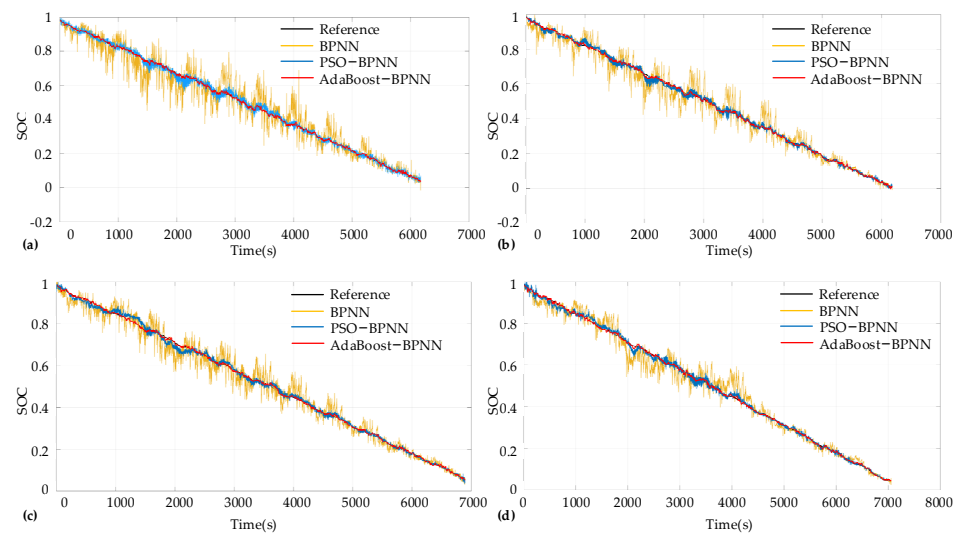 1
0.8
0.6
0.4
0.2
0
-0.2
SOC
Reference
BPNN
PSO−BPNN
AdaBoost−BPNN
0 1000 2000 3000 4000 5000 6000 7000
Time(s)
(a)
1
0.8
0.6
0.4
0.2
0
-0.2
SOC
Reference
BPNN
PSO−BPNN
AdaBoost−BPNN
0 1000 2000 3000 4000 5000 6000 7000
Time(s)
(b)
1
0.8
0.6
0.4
0.2
0
SOC
Reference
BPNN
PSO−BPNN
AdaBoost−BPNN
0 1000 2000 3000 4000 5000 6000 7000
Time(s)
(c)
1
0.8
0.6
0.4
0.2
0
SOC
Reference
BPNN
PSO−BPNN
AdaBoost−BPNN
0 1000 2000 3000 4000 5000 6000 7000 8000
Time(s)
(d)